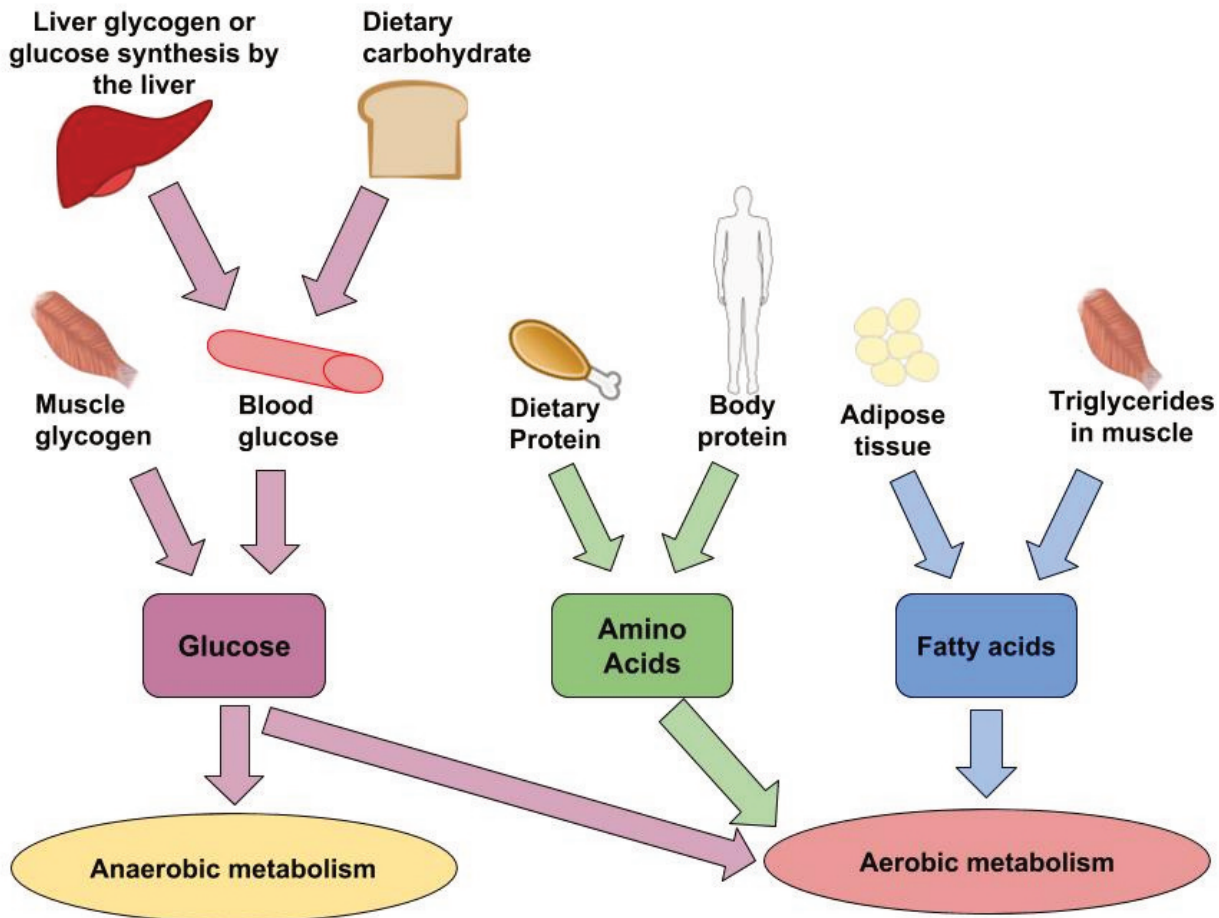 Liver glycogen or
glucose synthesis by
the liver
Dietary
carbohydrate
Muscle
glycogen
Blood
glucose
Dietary
Protein
Body
protein
Adipose
tissue
Triglycerides
in muscle
Glucose
Amino
Acids
Fatty acids
Anaerobic metabolism
Aerobic metabolism